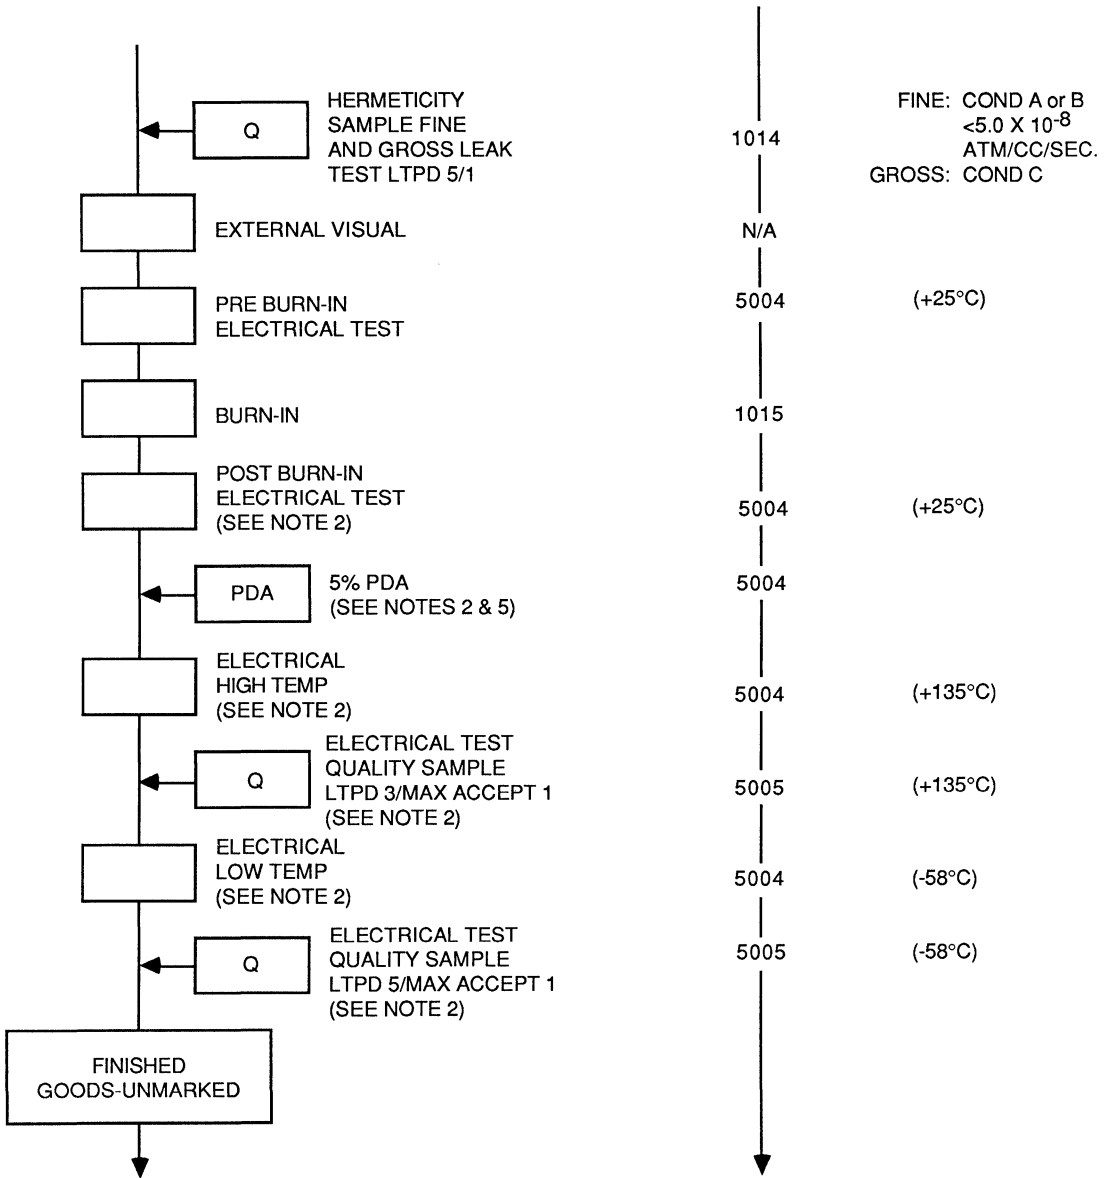 Q
HERMETICITY
SAMPLE FINE
AND GROSS LEAK
TEST LTPD 5/1
1014
FINE: COND A or B
<5.0 X 10-8
ATM/CC/SEC.
GROSS: COND C
EXTERNAL VISUAL
N/A
PRE BURN-IN
ELECTRICAL TEST
5004
(+25°C)
BURN-IN
1015
POST BURN-IN
ELECTRICAL TEST
(SEE NOTE 2)
5004
(+25°C)
PDA
5% PDA
(SEE NOTES 2 & 5)
5004
ELECTRICAL
HIGH TEMP
(SEE NOTE 2)
5004
(+135°C)
Q
ELECTRICAL TEST
QUALITY SAMPLE
LTPD 3/MAX ACCEPT 1
(SEE NOTE 2)
5005
(+135°C)
ELECTRICAL
LOW TEMP
(SEE NOTE 2)
5004
(-58°C)
Q
ELECTRICAL TEST
QUALITY SAMPLE
LTPD 5/MAX ACCEPT 1
(SEE NOTE 2)
5005
(-58°C)
FINISHED
GOODS-UNMARKED